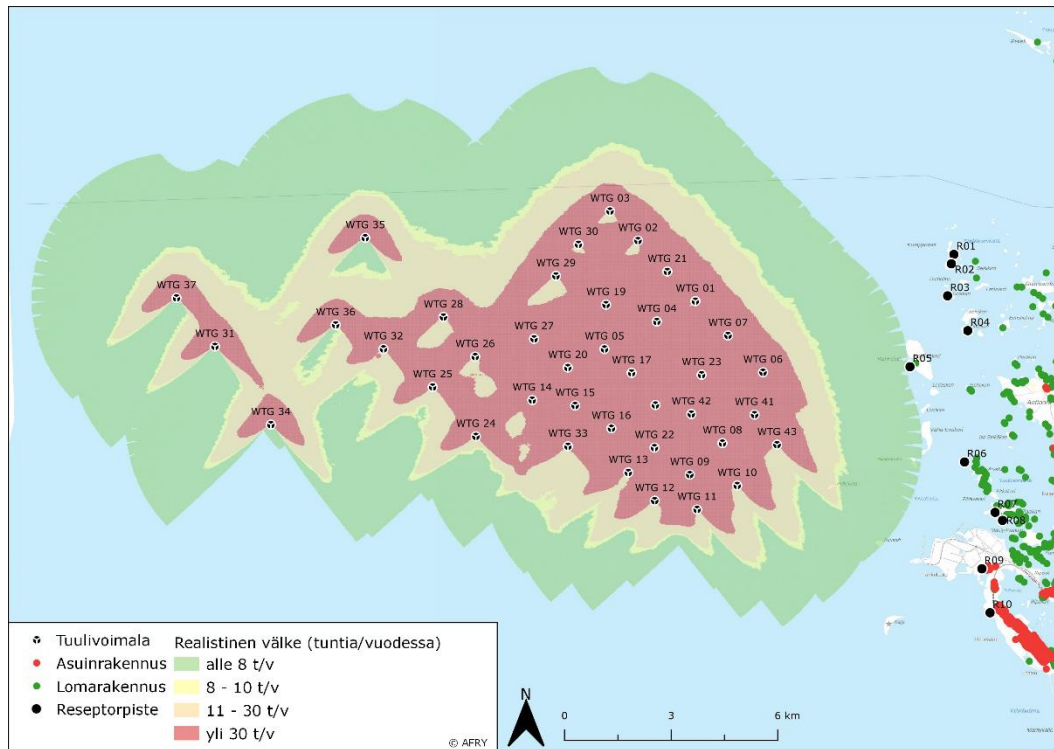 WTG 03
WTG 35
WTG 30
WTG 02
WTG 29
WTG 21
R01
R02
WTG 37
WTG 19
WTG 01
R03
WTG 36
WTG 28
WTG 04
R04
WTG 07
WTG 31
WTG 32
WTG 27
WTG 05
WTG 26
WTG 20
WTG 17
WTG 23
WTG 06
R05
WTG 25
WTG 14
WTG 15
WTG 42
WTG 41
WTG 34
WTG 24
WTG 16
WTG 33
WTG 22
WTG 08
WTG 43
R06
WTG 13
WTG 09
WTG 10
WTG 12
WTG 11
R07
R08
R09
R10
Tuulivoimala
Asuinrakennus
Lomarakennus
Reseptorpiste
Realistinen välke (tuntia/vuodessa)
alle 8 t/v
8 - 10 t/v
11 - 30 t/v
yli 30 t/v
© AFRY
N
0 3 6 km